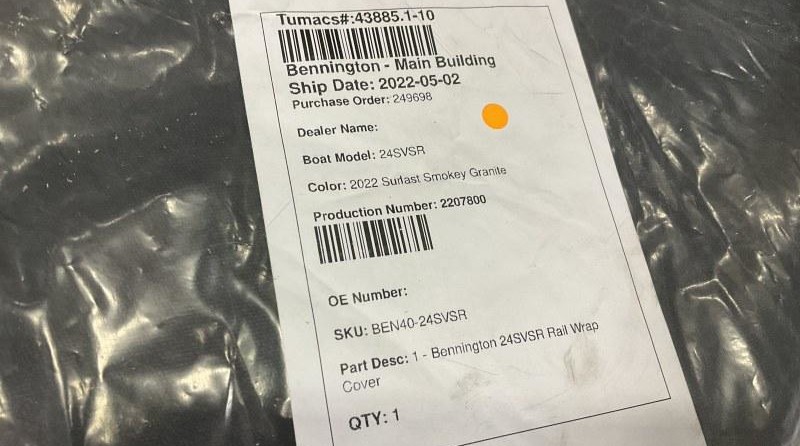 Tumacs#:43885.1-10
Bennington - Main Building
Ship Date: 2022-05-02
Purchase Order: 249698
Dealer Name:
Boat Model: 24SVSR
Color: 2022 Surlast Smokey Granite
Production Number: 2207800
OE Number:
SKU: BEN40-24SVSR
Part Desc: 1 - Bennington 24SVSR Rail Wrap
Cover
QTY: 1